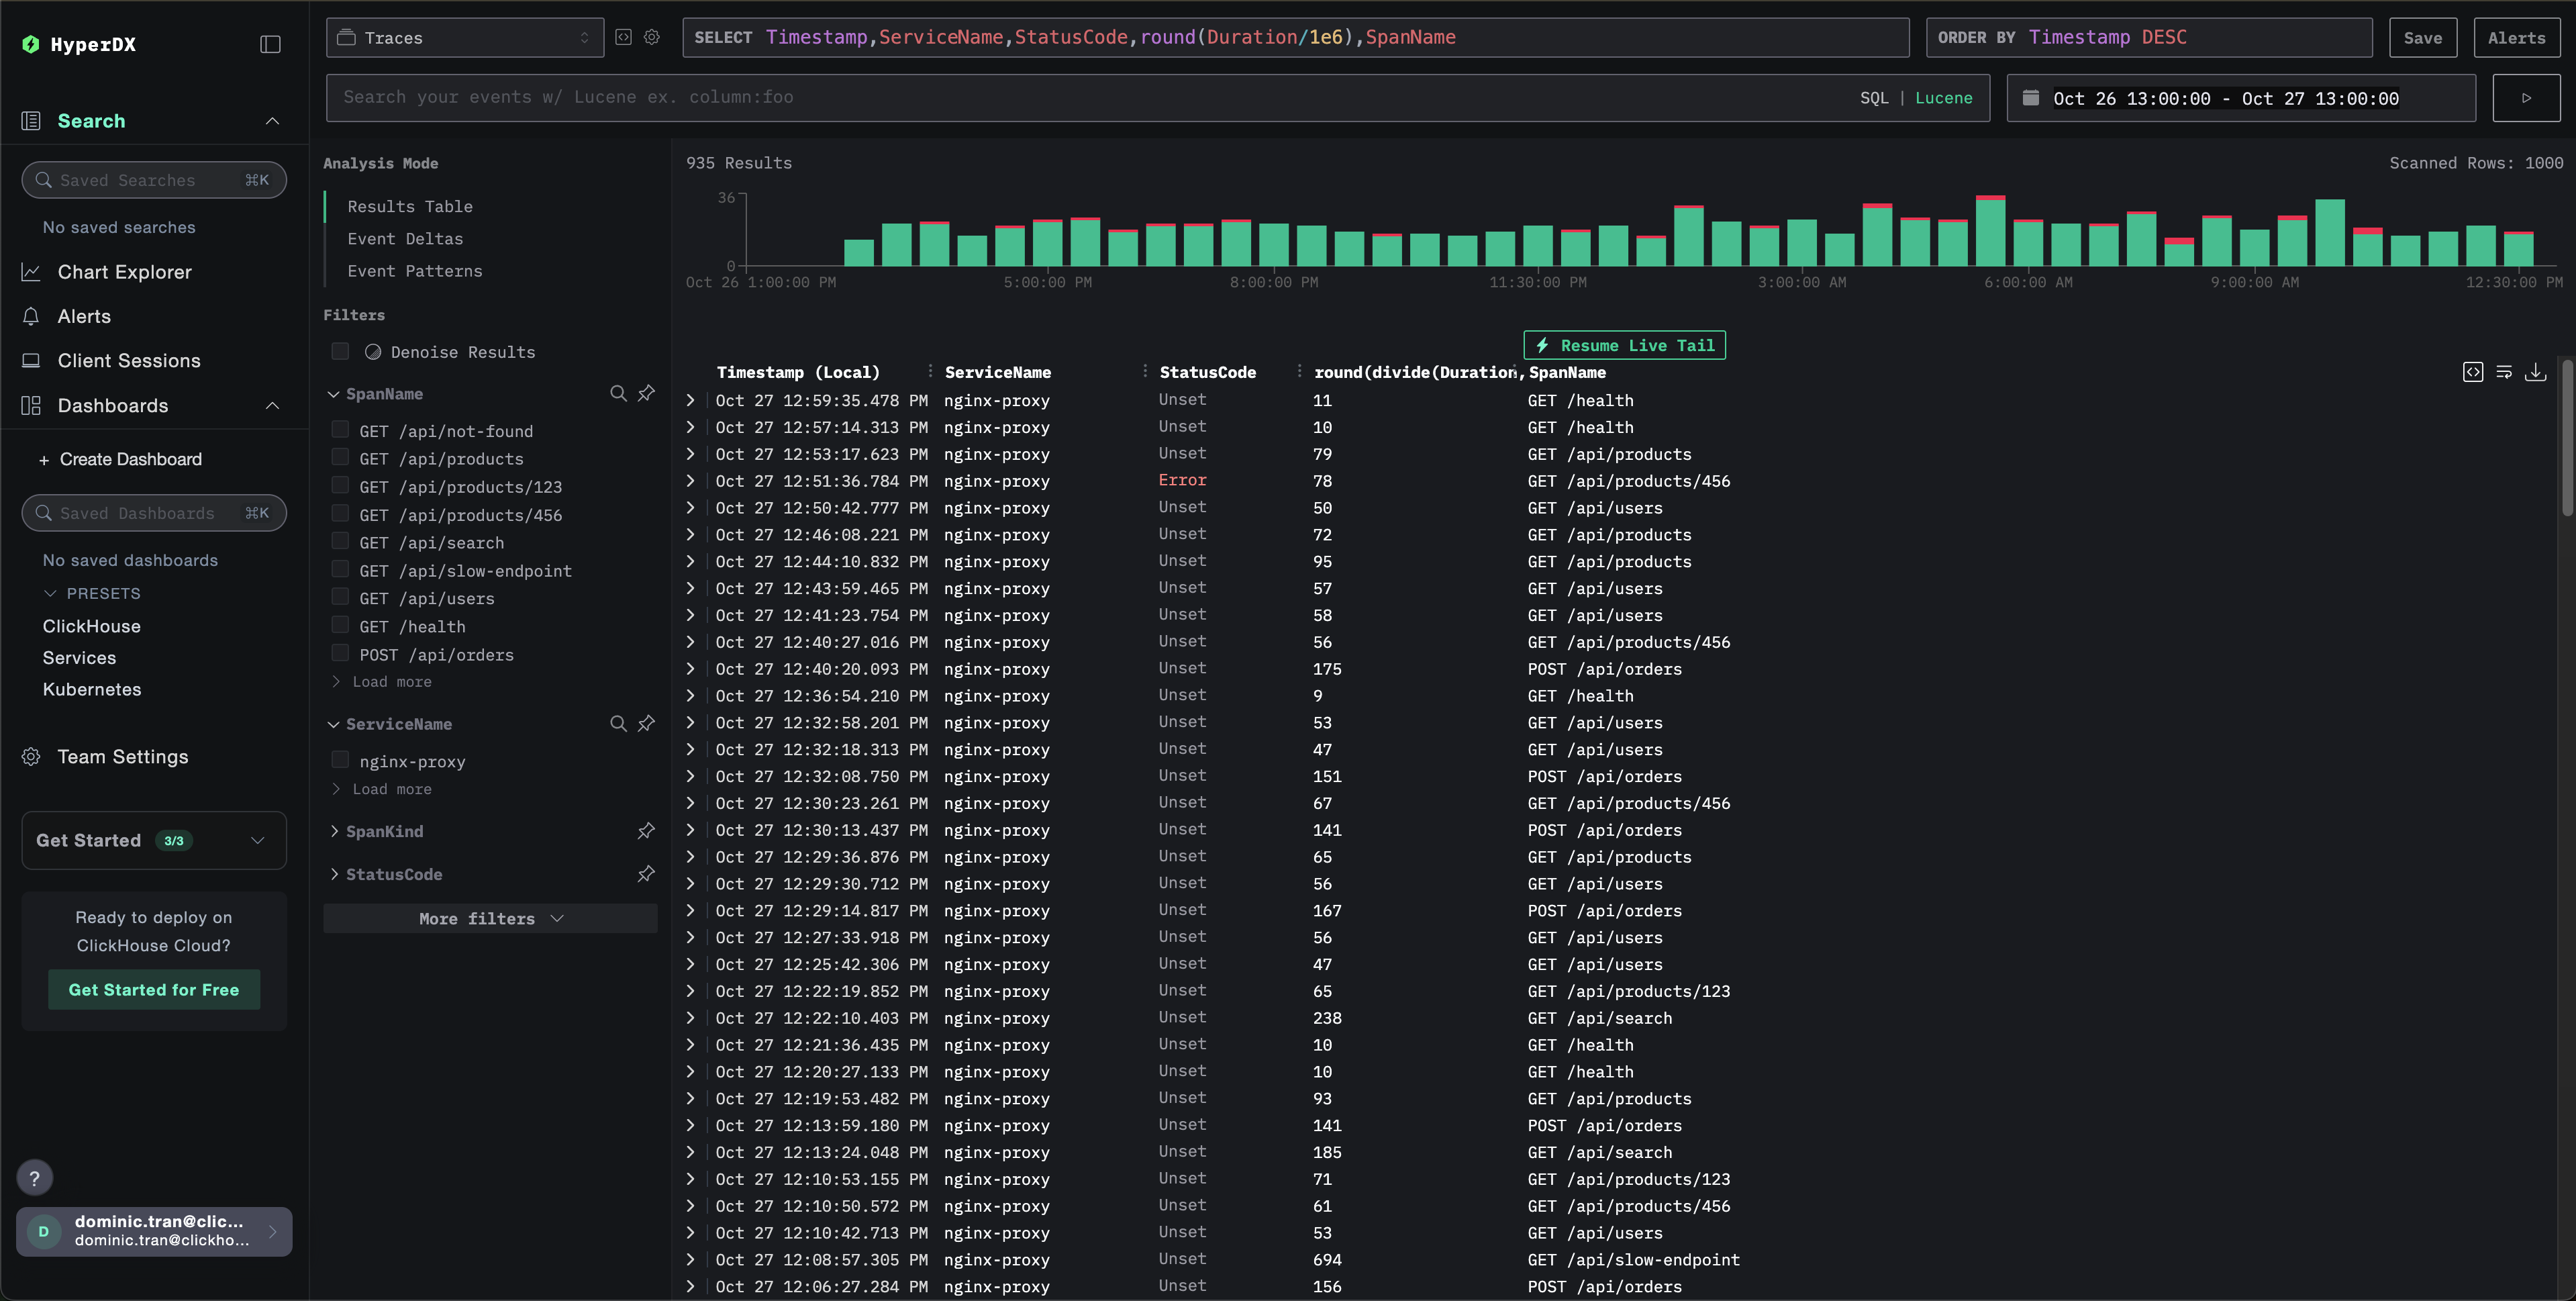 HyperDX
Search
Saved Searches ⌘K
No saved searches
Chart Explorer
Alerts
Client Sessions
Dashboards
+ Create Dashboard
Saved Dashboards ⌘K
No saved dashboards
PRESETS
ClickHouse
Services
Kubernetes
Team Settings
Get Started 3/3
Ready to deploy on
ClickHouse Cloud?
Get Started for Free
?
D
dominic.tran@clic...
dominic.tran@clickho...
Traces
SELECT Timestamp,ServiceName,StatusCode,round(Duration/1e6),SpanName
ORDER BY Timestamp DESC
Save
Alerts
Search your events w/ Lucene ex. column:foo
SQL | Lucene
Oct 26 13:00:00 - Oct 27 13:00:00
Analysis Mode
Results Table
Event Deltas
Event Patterns
Filters
Denoise Results
SpanName
GET /api/not-found
GET /api/products
GET /api/products/123
GET /api/products/456
GET /api/search
GET /api/slow-endpoint
GET /api/users
GET /health
POST /api/orders
Load more
ServiceName
nginx-proxy
Load more
SpanKind
StatusCode
More filters
935 Results
Scanned Rows: 1000
36
0
Oct 26 1:00:00 PM 5:00:00 PM 8:00:00 PM 11:30:00 PM 3:00:00 AM 6:00:00 AM 9:00:00 AM 12:30:00 PM
Resume Live Tail
Timestamp (Local) ServiceName StatusCode round(divide(Duration, SpanName
Oct 27 12:59:35.478 PM nginx-proxy Unset 11 GET /health
Oct 27 12:57:14.313 PM nginx-proxy Unset 10 GET /health
Oct 27 12:53:17.623 PM nginx-proxy Unset 79 GET /api/products
Oct 27 12:51:36.784 PM nginx-proxy Error 78 GET /api/products/456
Oct 27 12:50:42.777 PM nginx-proxy Unset 50 GET /api/users
Oct 27 12:46:08.221 PM nginx-proxy Unset 72 GET /api/products
Oct 27 12:44:10.832 PM nginx-proxy Unset 95 GET /api/products
Oct 27 12:43:59.465 PM nginx-proxy Unset 57 GET /api/users
Oct 27 12:41:23.754 PM nginx-proxy Unset 58 GET /api/users
Oct 27 12:40:27.016 PM nginx-proxy Unset 56 GET /api/products/456
Oct 27 12:40:20.093 PM nginx-proxy Unset 175 POST /api/orders
Oct 27 12:36:54.210 PM nginx-proxy Unset 9 GET /health
Oct 27 12:32:58.201 PM nginx-proxy Unset 53 GET /api/users
Oct 27 12:32:18.313 PM nginx-proxy Unset 47 GET /api/users
Oct 27 12:32:08.750 PM nginx-proxy Unset 151 POST /api/orders
Oct 27 12:30:23.261 PM nginx-proxy Unset 67 GET /api/products/456
Oct 27 12:30:13.437 PM nginx-proxy Unset 141 POST /api/orders
Oct 27 12:29:36.876 PM nginx-proxy Unset 65 GET /api/products
Oct 27 12:29:30.712 PM nginx-proxy Unset 56 GET /api/users
Oct 27 12:29:14.817 PM nginx-proxy Unset 167 POST /api/orders
Oct 27 12:27:33.918 PM nginx-proxy Unset 56 GET /api/users
Oct 27 12:25:42.306 PM nginx-proxy Unset 47 GET /api/users
Oct 27 12:22:19.852 PM nginx-proxy Unset 65 GET /api/products/123
Oct 27 12:22:10.403 PM nginx-proxy Unset 238 GET /api/search
Oct 27 12:21:36.435 PM nginx-proxy Unset 10 GET /health
Oct 27 12:20:27.133 PM nginx-proxy Unset 10 GET /health
Oct 27 12:19:53.482 PM nginx-proxy Unset 93 GET /api/products
Oct 27 12:13:59.180 PM nginx-proxy Unset 141 POST /api/orders
Oct 27 12:13:24.048 PM nginx-proxy Unset 185 GET /api/search
Oct 27 12:10:53.155 PM nginx-proxy Unset 71 GET /api/products/123
Oct 27 12:10:50.572 PM nginx-proxy Unset 61 GET /api/products/456
Oct 27 12:10:42.713 PM nginx-proxy Unset 53 GET /api/users
Oct 27 12:08:57.305 PM nginx-proxy Unset 694 GET /api/slow-endpoint
Oct 27 12:06:27.284 PM nginx-proxy Unset 156 POST /api/orders